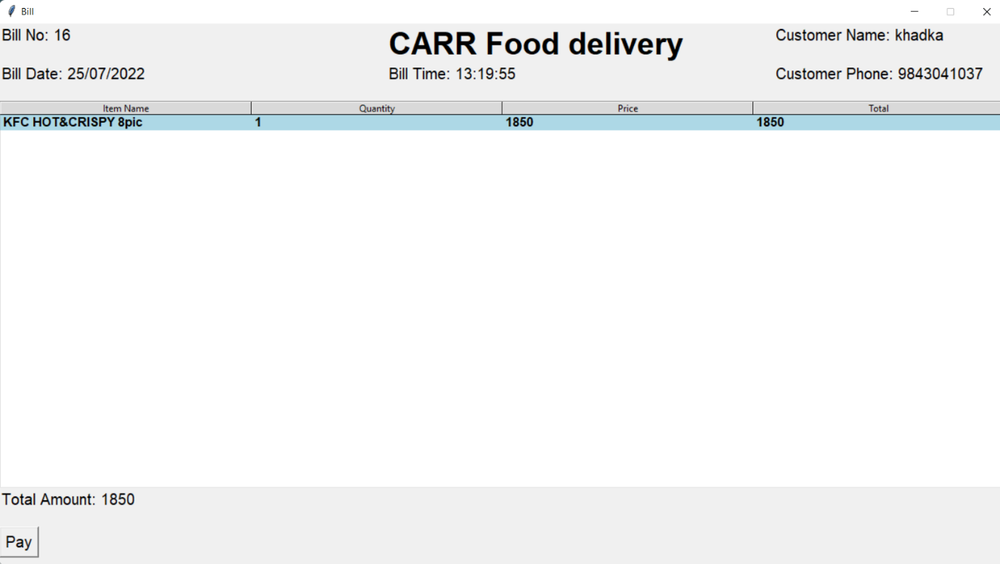 Bill
Bill No: 16
CARR Food delivery
Customer Name: khadka
Bill Date: 25/07/2022
Bill Time: 13:19:55
Customer Phone: 9843041037
Item Name Quantity Price Total
KFC HOT&CRISPY 8pic 1 1850 1850
Total Amount: 1850
Pay